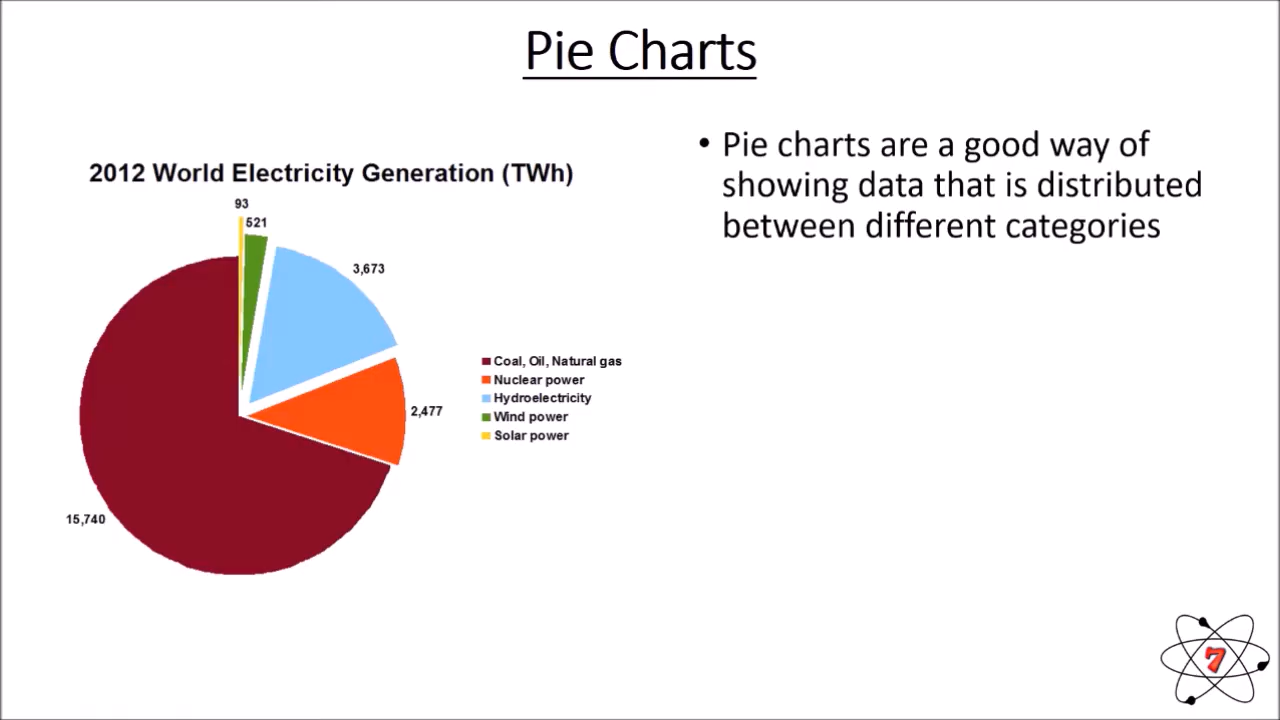 Pie Charts
2012 World Electricity Generation (TWh)
93
521
3,673
2,477
15,740
Coal, Oil, Natural gas
Nuclear power
Hydroelectricity
Wind power
Solar power
• Pie charts are a good way of
showing data that is distributed
between different categories
7